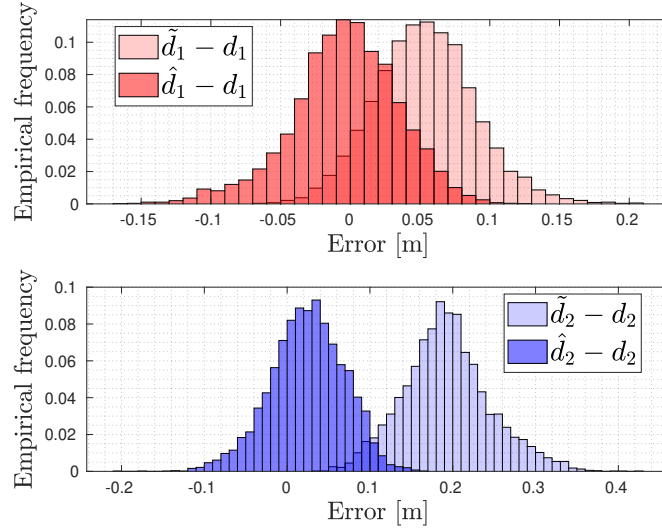 Empirical frequency
0.1
0.08
0.06
0.04
0.02
0
d̃₁ − d₁
d̂₁ − d₁
-0.15 -0.1 -0.05 0 0.05 0.1 0.15 0.2
Error [m]
Empirical frequency
0.1
0.08
0.06
0.04
0.02
0
d̃₂ − d₂
d̂₂ − d₂
-0.2 -0.1 0 0.1 0.2 0.3 0.4
Error [m]